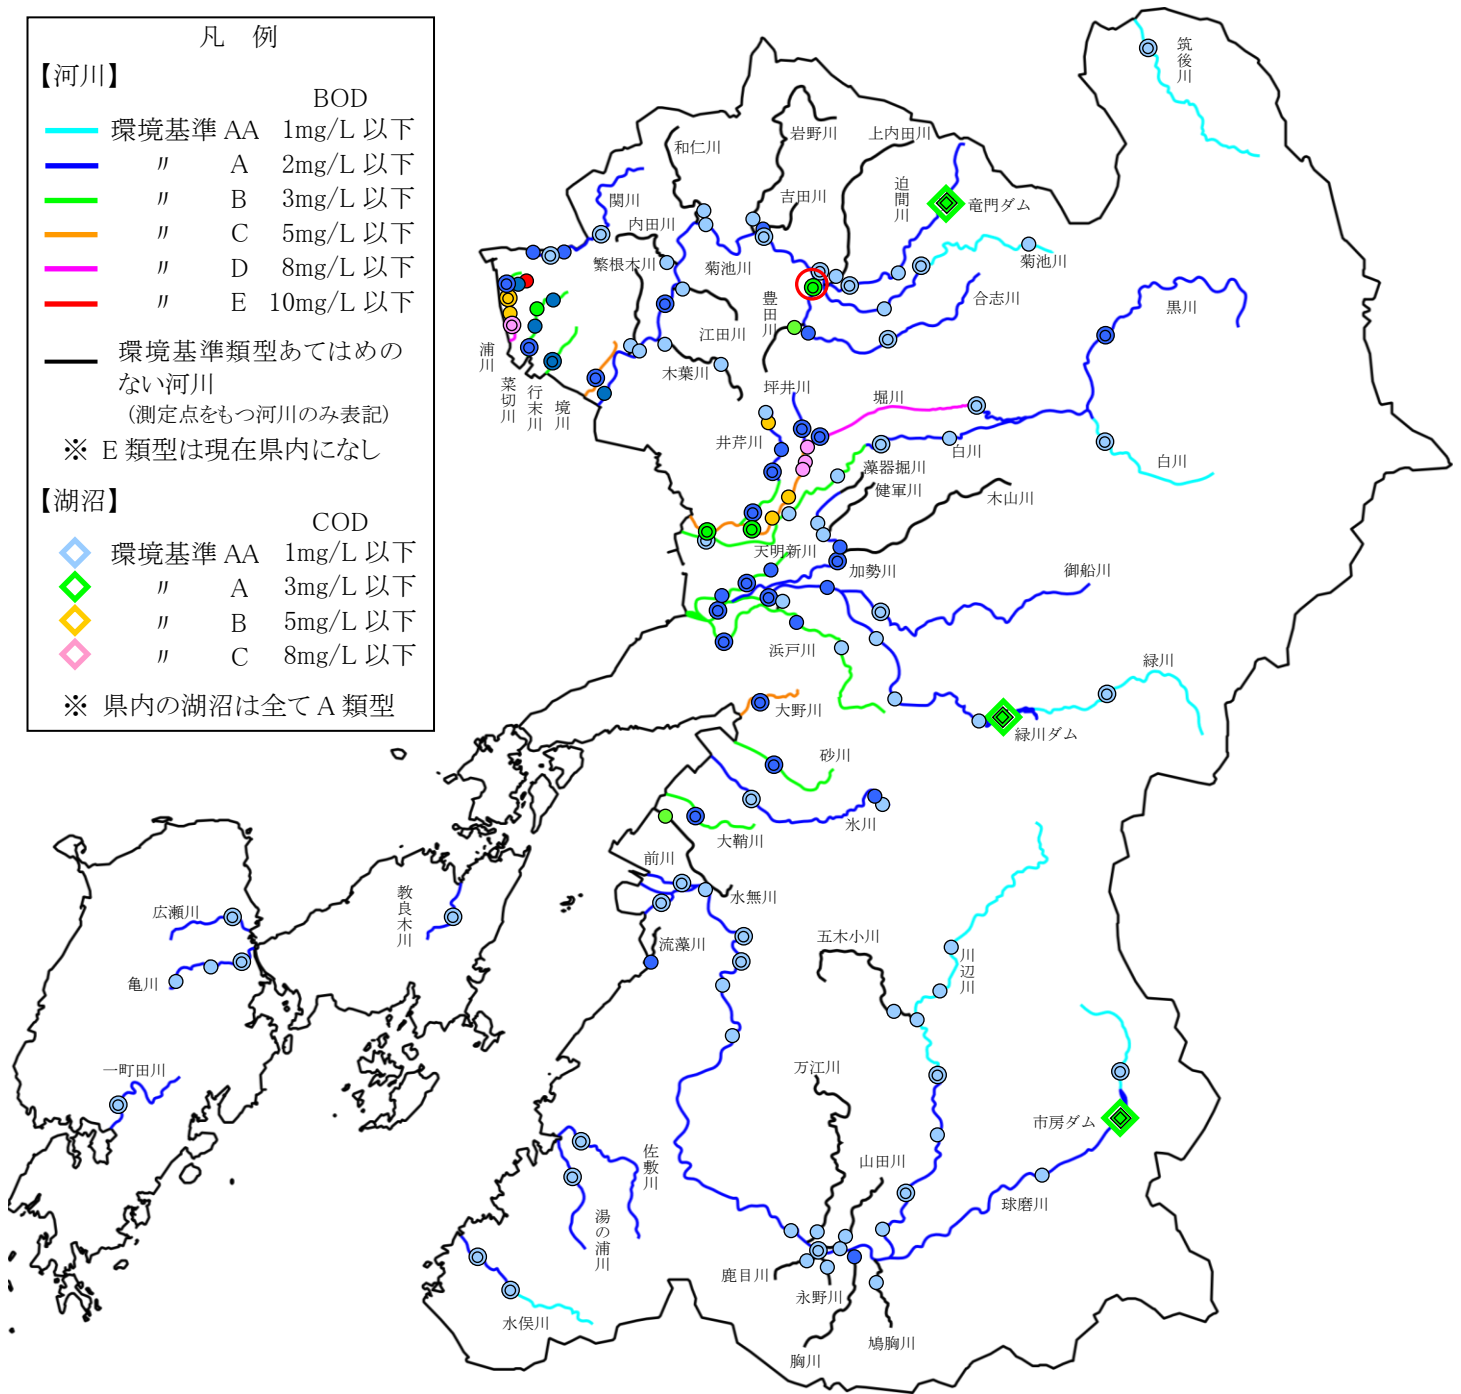 凡 例
【河川】
BOD
環境基準 AA 1mg/L 以下
〃 A 2mg/L 以下
〃 B 3mg/L 以下
〃 C 5mg/L 以下
〃 D 8mg/L 以下
〃 E 10mg/L 以下
環境基準類型あてはめの
ない河川
(測定点をもつ河川のみ表記)
※ E 類型は現在県内になし
【湖沼】
COD
環境基準 AA 1mg/L 以下
〃 A 3mg/L 以下
〃 B 5mg/L 以下
〃 C 8mg/L 以下
※ 県内の湖沼は全て A 類型
筑後川
岩野川
上内田川
和仁川
迫間川
吉田川
関川
竜門ダム
内田川
菊池川
繁根木川
菊池川
合志川
豊田川
黒川
江田川
浦川
菜切川
行末川
境川
木葉川
坪井川
堀川
井芹川
白川
藻器掘川
白川
健軍川
木山川
天明新川
加勢川
御船川
浜戸川
緑川
大野川
緑川ダム
砂川
氷川
大鞘川
前川
教良木川
水無川
広瀬川
流藻川
五木小川
川辺川
亀川
一町田川
万江川
市房ダム
佐敷川
山田川
球磨川
湯の浦川
鹿目川
永野川
水俣川
鳩胸川
胸川